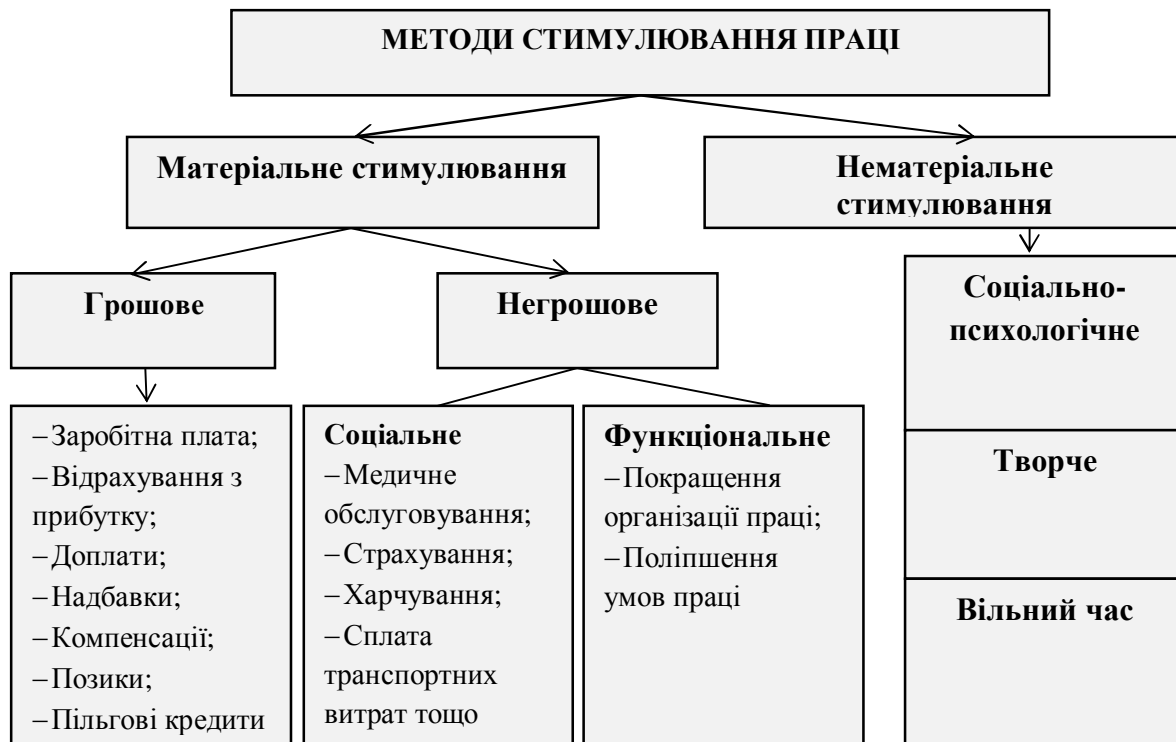 МЕТОДИ СТИМУЛЮВАННЯ ПРАЦІ
Матеріальне стимулювання
Нематеріальне
стимулювання
Грошове
Негрошове
Соціально-
психологічне
Творче
Вільний час
–Заробітна плата;
–Відрахування з
прибутку;
–Доплати;
–Надбавки;
–Компенсації;
–Позики;
–Пільгові кредити
Соціальне
–Медичне
обслуговування;
–Страхування;
–Харчування;
–Сплата
транспортних
витрат тощо
Функціональне
–Покращення
організації праці;
–Поліпшення
умов праці